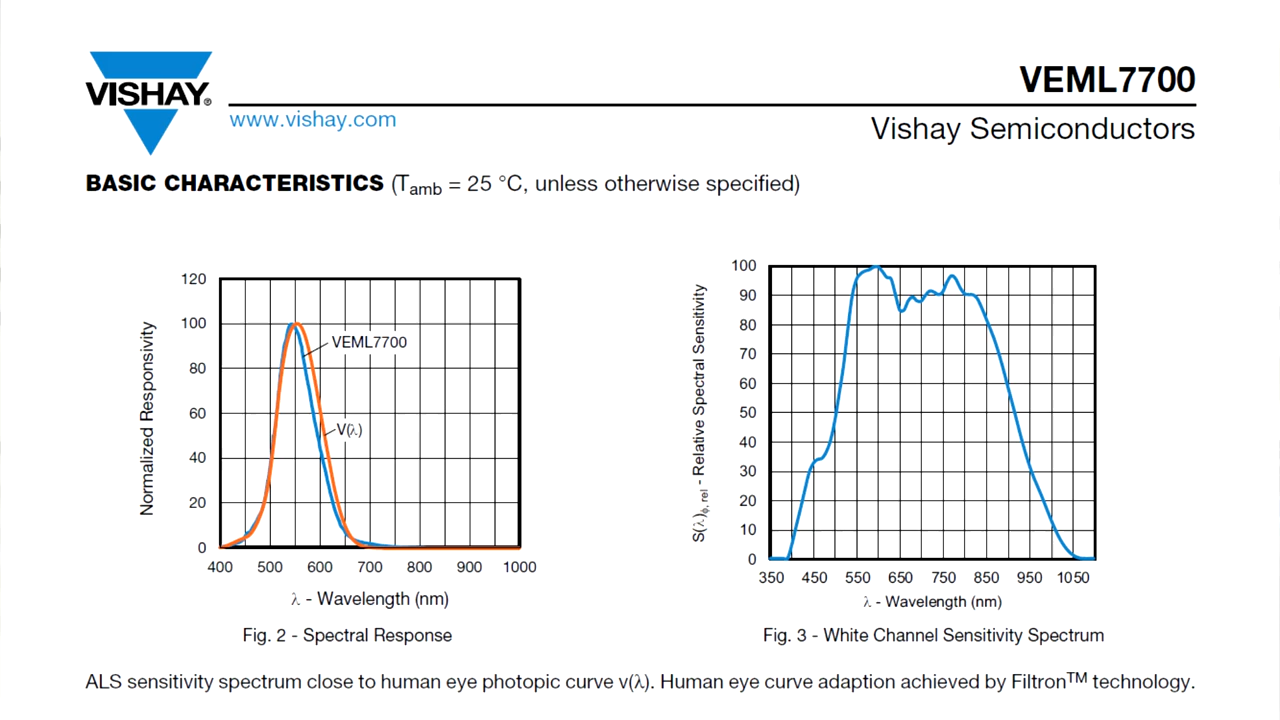 VISHAY®
www.vishay.com
VEML7700
Vishay Semiconductors
BASIC CHARACTERISTICS (Tamb = 25 °C, unless otherwise specified)
120
100
80
60
40
20
0
400 500 600 700 800 900 1000
Normalized Responsivity
VEML7700
V(λ)
λ - Wavelength (nm)
Fig. 2 - Spectral Response
100
90
80
70
60
50
40
30
20
10
0
350 450 550 650 750 850 950 1050
S(λ)ϕ, rel - Relative Spectral Sensitivity
λ - Wavelength (nm)
Fig. 3 - White Channel Sensitivity Spectrum
ALS sensitivity spectrum close to human eye photopic curve v(λ). Human eye curve adaption achieved by Filtron™ technology.